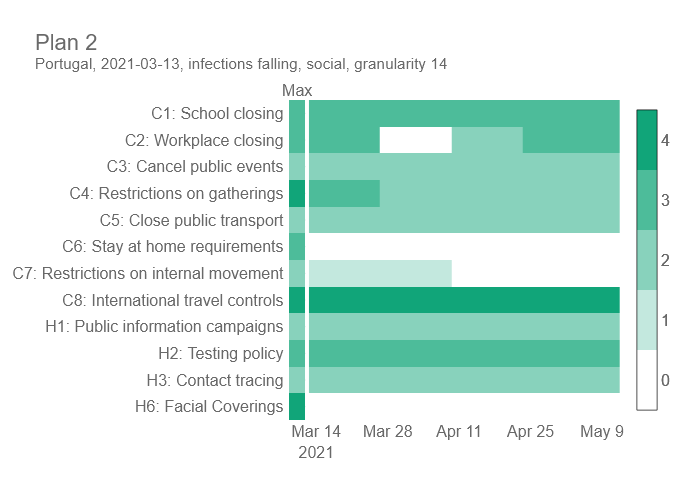 Plan 2
Portugal, 2021-03-13, infections falling, social, granularity 14
Max
C1: School closing
C2: Workplace closing
C3: Cancel public events
C4: Restrictions on gatherings
C5: Close public transport
C6: Stay at home requirements
C7: Restrictions on internal movement
C8: International travel controls
H1: Public information campaigns
H2: Testing policy
H3: Contact tracing
H6: Facial Coverings
Mar 14 Mar 28 Apr 11 Apr 25 May 9
2021
4
3
2
1
0